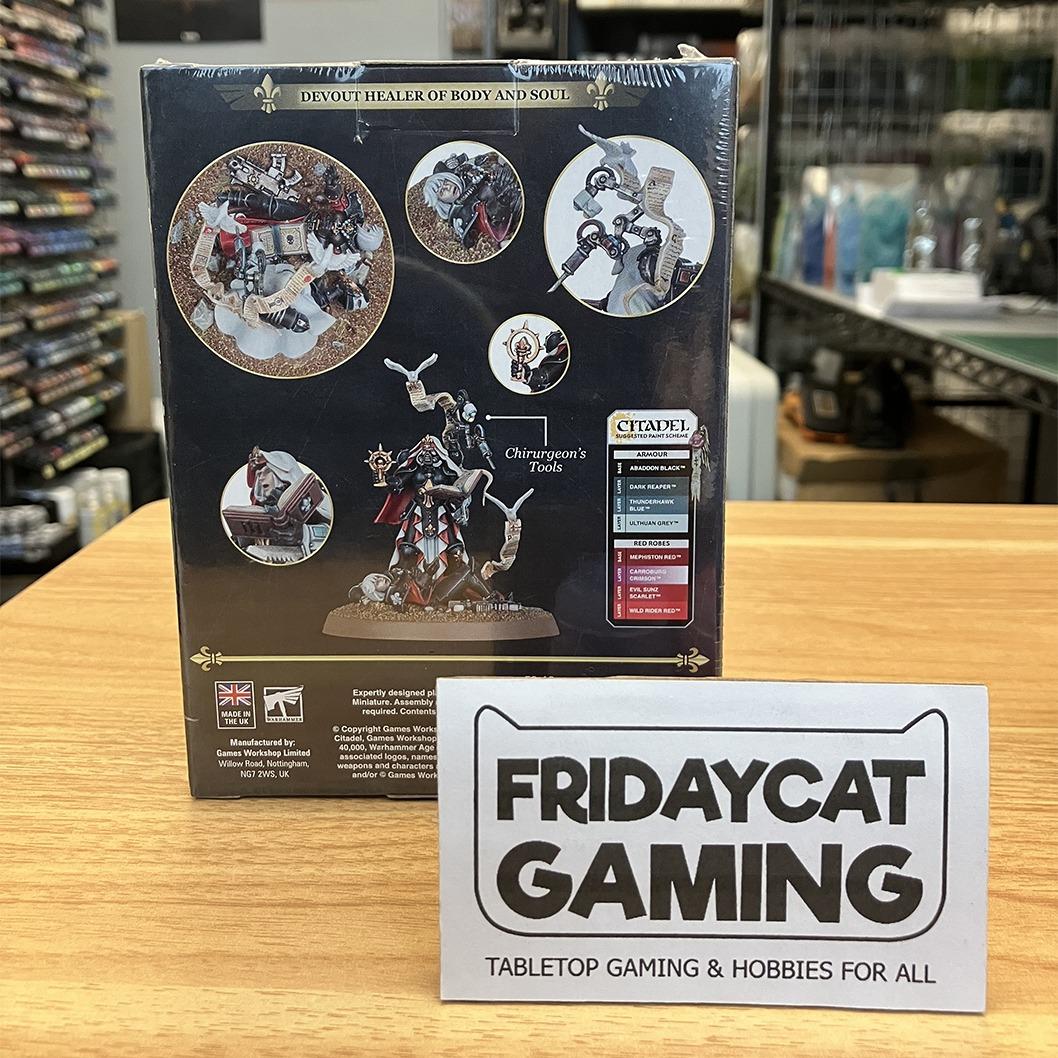 DEVOUT HEALER OF BODY AND SOUL
Chirurgeon's
Tools
CITADEL
SUGGESTED PAINT SCHEME
ARMOUR
BASE
ABADDON BLACK™
LAYER
DARK REAPER™
LAYER
THUNDERHAWK
BLUE™
LAYER
ULTHUAN GREY™
RED ROBES
BASE
MEPHISTON RED™
LAYER
CARROBURG
CRIMSON™
LAYER
EVIL SUNZ
SCARLET™
LAYER
WILD RIDER RED™
MADE IN
THE UK
WARHAMMER
Manufactured by:
Games Workshop Limited
Willow Road, Nottingham,
NG7 2WS, UK
Expertly designed
Miniature. Assembly
required. Contents
© Copyright Games
Citadel, Games Workshop
40,000, Warhammer Age
associated logos, names
weapons and characters
and/or © Games
FRIDAYCAT
GAMING
TABLETOP GAMING & HOBBIES FOR ALL